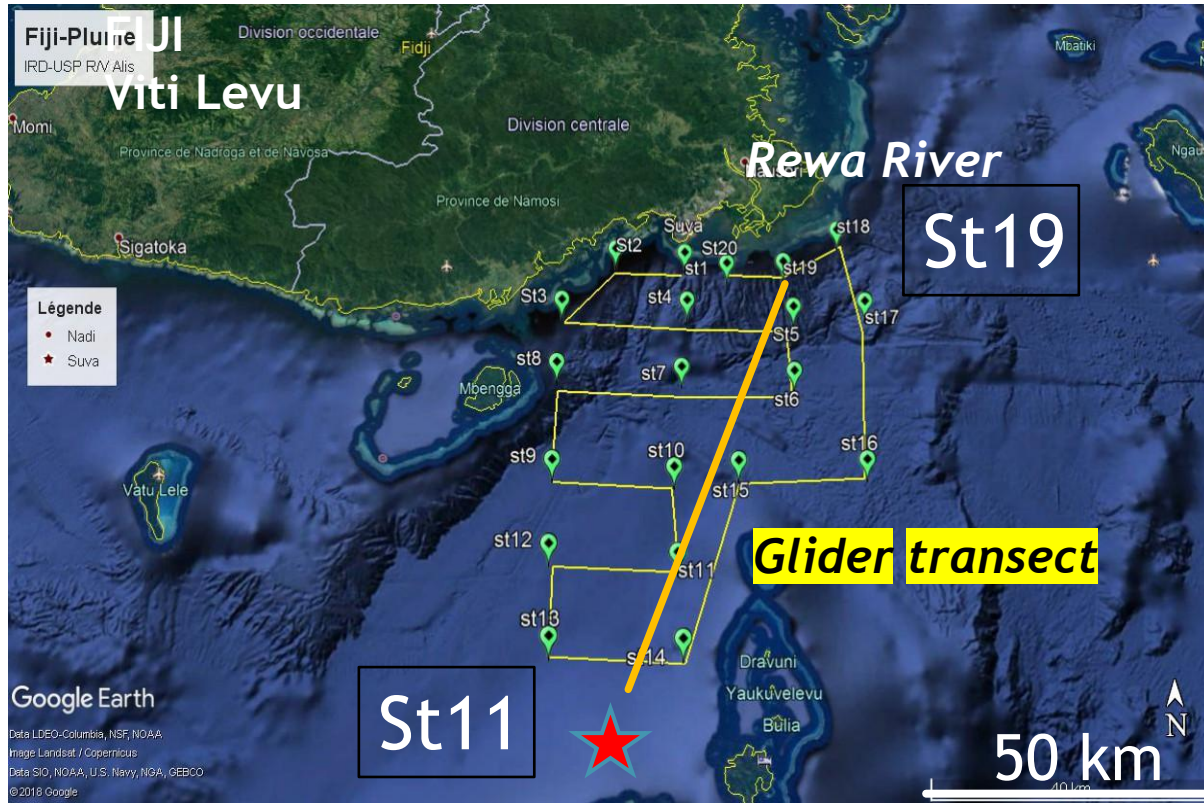 Fiji-Plume
IRD-USP R/V Alis
FIJI
Viti Levu
Division occidentale
Fidji
Mbatiki
Momi
Division centrale
Province de Nadroga et de Navosa
Rewa River
Nausori
Ngau
Province de Namosi
St19
Suva
st18
Sigatoka
St2
st1
St20
st19
Légende
Nadi
Suva
St3
st4
St5
st17
st8
Mbengga
st7
st6
st9
st10
st15
st16
Vatu Lele
st12
st11
Glider transect
st13
st14
Dravuni
Yaukuvelevu
Bulia
St11
Google Earth
Data LDEO-Columbia, NSF, NOAA
Image Landsat / Copernicus
Data SIO, NOAA, U.S. Navy, NGA, GEBCO
©2018 Google
N
50 km
40 km